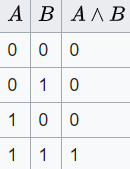 A B A ∧ B
0 0 0
0 1 0
1 0 0
1 1 1